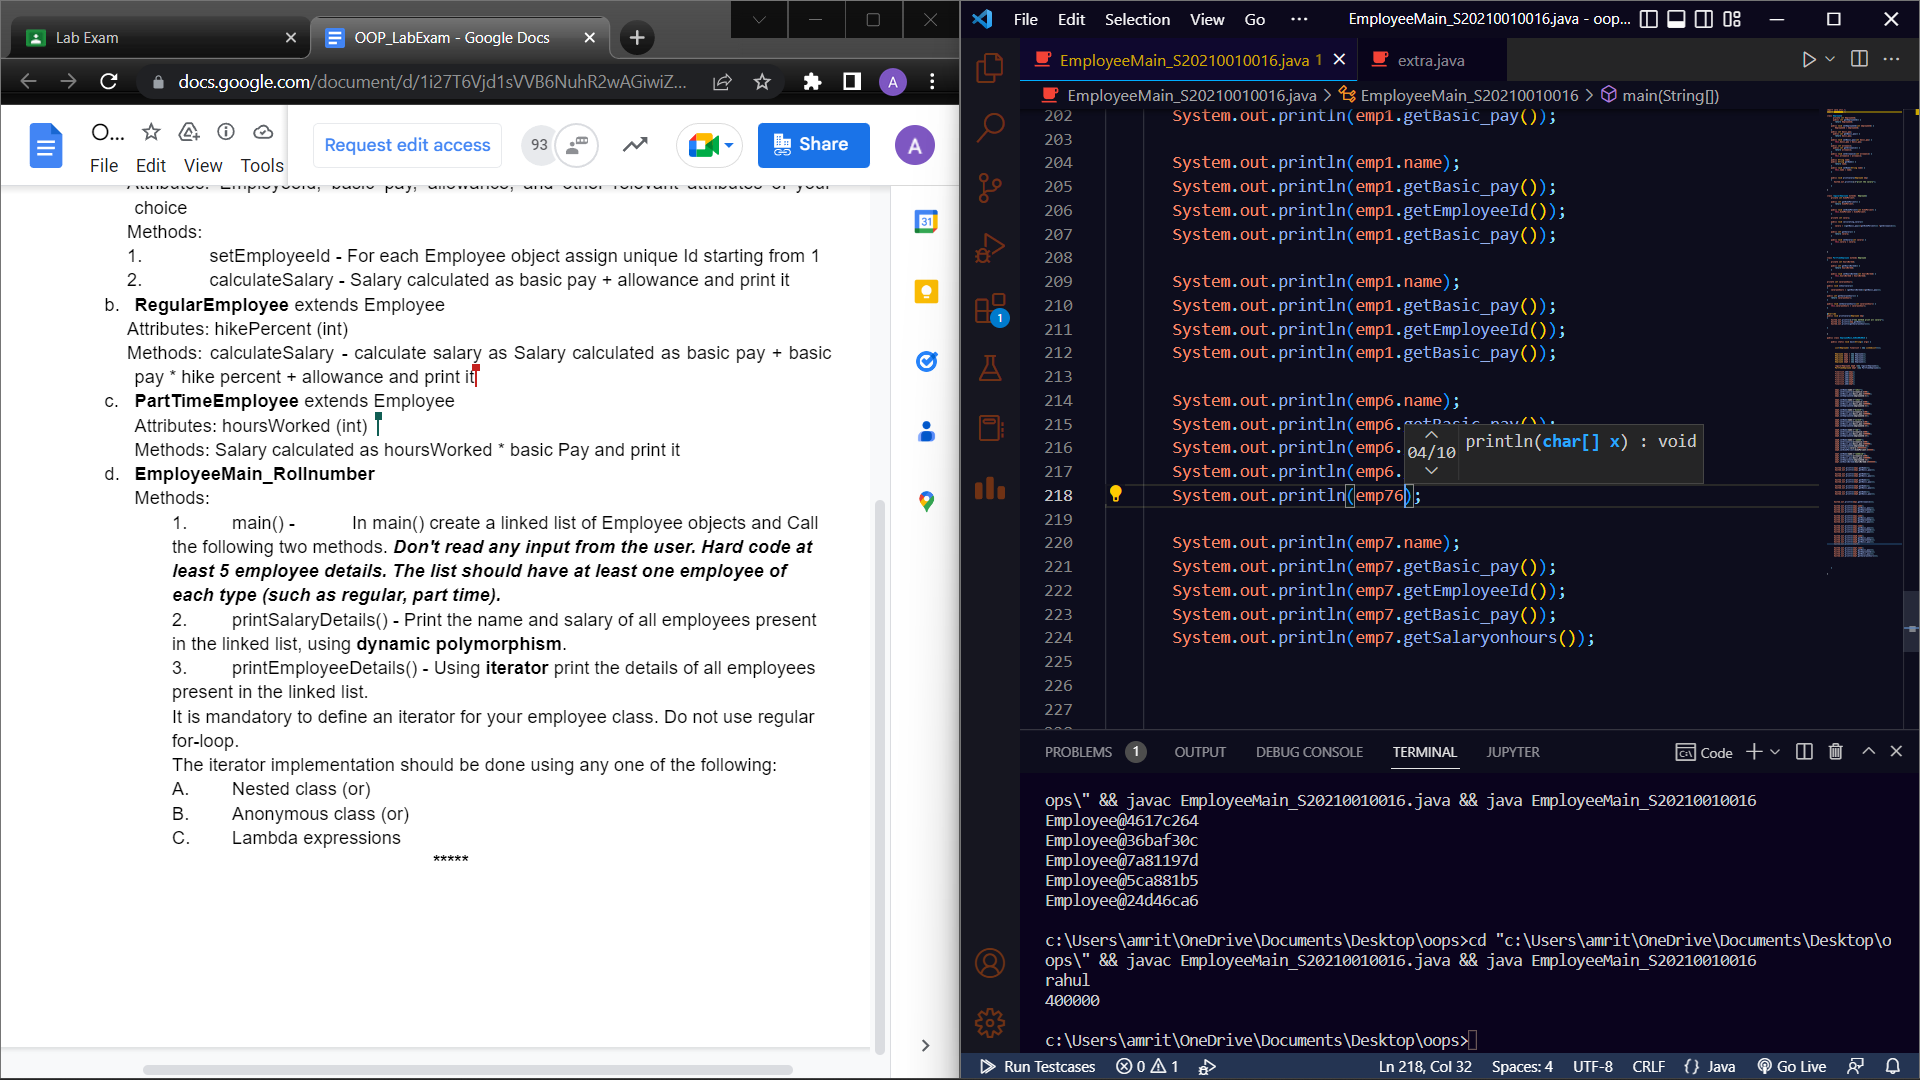 Lab Exam
OOP_LabExam - Google Docs
docs.google.com/document/d/1i27T6Vjd1sVVB6NuhR2wAGiwiZ...
A
O...
File Edit View Tools
Request edit access
93
Share
A
31
Attributes: EmployeeId, basic pay, allowance, and other relevant attributes of your
choice
Methods:
1. setEmployeeId - For each Employee object assign unique Id starting from 1
2. calculateSalary - Salary calculated as basic pay + allowance and print it
b. RegularEmployee extends Employee
Attributes: hikePercent (int)
Methods: calculateSalary - calculate salary as Salary calculated as basic pay + basic
pay * hike percent + allowance and print it
c. PartTimeEmployee extends Employee
Attributes: hoursWorked (int)
Methods: Salary calculated as hoursWorked * basic Pay and print it
d. EmployeeMain_Rollnumber
Methods:
1. main() - In main() create a linked list of Employee objects and Call
the following two methods. Don't read any input from the user. Hard code at
least 5 employee details. The list should have at least one employee of
each type (such as regular, part time).
2. printSalaryDetails() - Print the name and salary of all employees present
in the linked list, using dynamic polymorphism.
3. printEmployeeDetails() - Using iterator print the details of all employees
present in the linked list.
It is mandatory to define an iterator for your employee class. Do not use regular
for-loop.
The iterator implementation should be done using any one of the following:
A. Nested class (or)
B. Anonymous class (or)
C. Lambda expressions
*****
File Edit Selection View Go ··· EmployeeMain_S20210010016.java - oop...
EmployeeMain_S20210010016.java 1
extra.java
EmployeeMain_S20210010016.java > EmployeeMain_S20210010016 > main(String[])
202 System.out.println(emp1.getBasic_pay());
203
204 System.out.println(emp1.name);
205 System.out.println(emp1.getBasic_pay());
206 System.out.println(emp1.getEmployeeId());
207 System.out.println(emp1.getBasic_pay());
208
209 System.out.println(emp1.name);
210 System.out.println(emp1.getBasic_pay());
211 System.out.println(emp1.getEmployeeId());
212 System.out.println(emp1.getBasic_pay());
213
214 System.out.println(emp6.name);
215 System.out.println(emp6.getBasic_pay());
216 System.out.println(emp6.
217 System.out.println(emp6.
04/10 println(char[] x) : void
218 System.out.println(emp76);
219
220 System.out.println(emp7.name);
221 System.out.println(emp7.getBasic_pay());
222 System.out.println(emp7.getEmployeeId());
223 System.out.println(emp7.getBasic_pay());
224 System.out.println(emp7.getSalaryonhours());
225
226
227
1
PROBLEMS 1 OUTPUT DEBUG CONSOLE TERMINAL JUPYTER Code
ops\" && javac EmployeeMain_S20210010016.java && java EmployeeMain_S20210010016
Employee@4617c264
Employee@36baf30c
Employee@7a81197d
Employee@5ca881b5
Employee@24d46ca6
c:\Users\amrit\OneDrive\Documents\Desktop\oops>cd "c:\Users\amrit\OneDrive\Documents\Desktop\o
ops\" && javac EmployeeMain_S20210010016.java && java EmployeeMain_S20210010016
rahul
400000
c:\Users\amrit\OneDrive\Documents\Desktop\oops>
Run Testcases 0 1 Ln 218, Col 32 Spaces: 4 UTF-8 CRLF {} Java Go Live